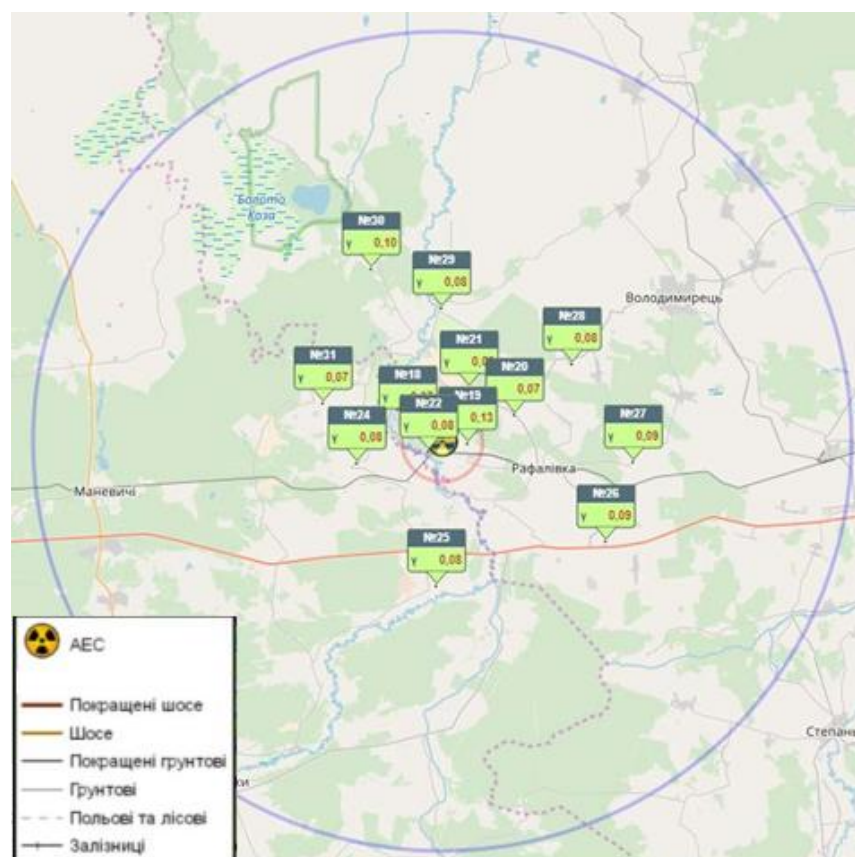 Болото
Коза
№30
γ 0,10
№29
γ 0,08
Володимирець
№28
γ 0,08
№21
γ
№31
γ 0,07
№18
№20
0,07
№22
γ 0,08
№19
0,13
№24
γ 0,08
№27
γ 0,09
Рафалівка
Маневичі
№26
γ 0,09
№25
γ 0,08
АЕС
Покращені шосе
Шосе
Покращені грунтові
Грунтові
Польові та лісові
Залізниці
ки
Степань